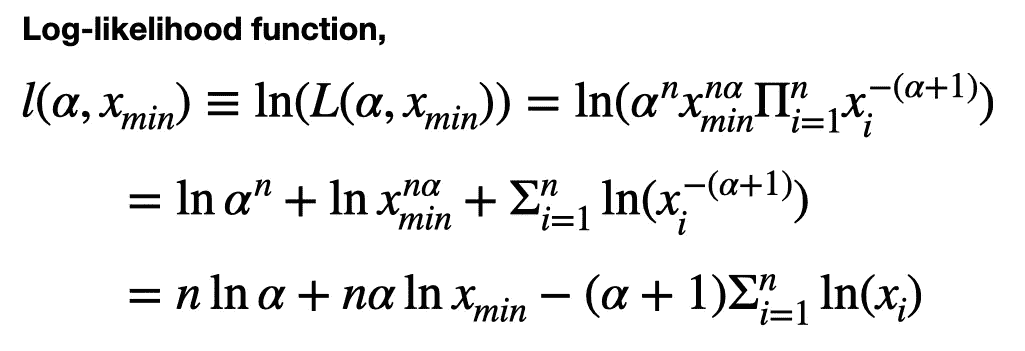 Log-likelihood function,
l(α, x_min) ≡ ln(L(α, x_min)) = ln(α^n x_min^{nα} Π_{i=1}^n x_i^{-(α+1)})
= ln α^n + ln x_min^{nα} + Σ_{i=1}^n ln(x_i^{-(α+1)})
= n ln α + nα ln x_min − (α + 1)Σ_{i=1}^n ln(x_i)